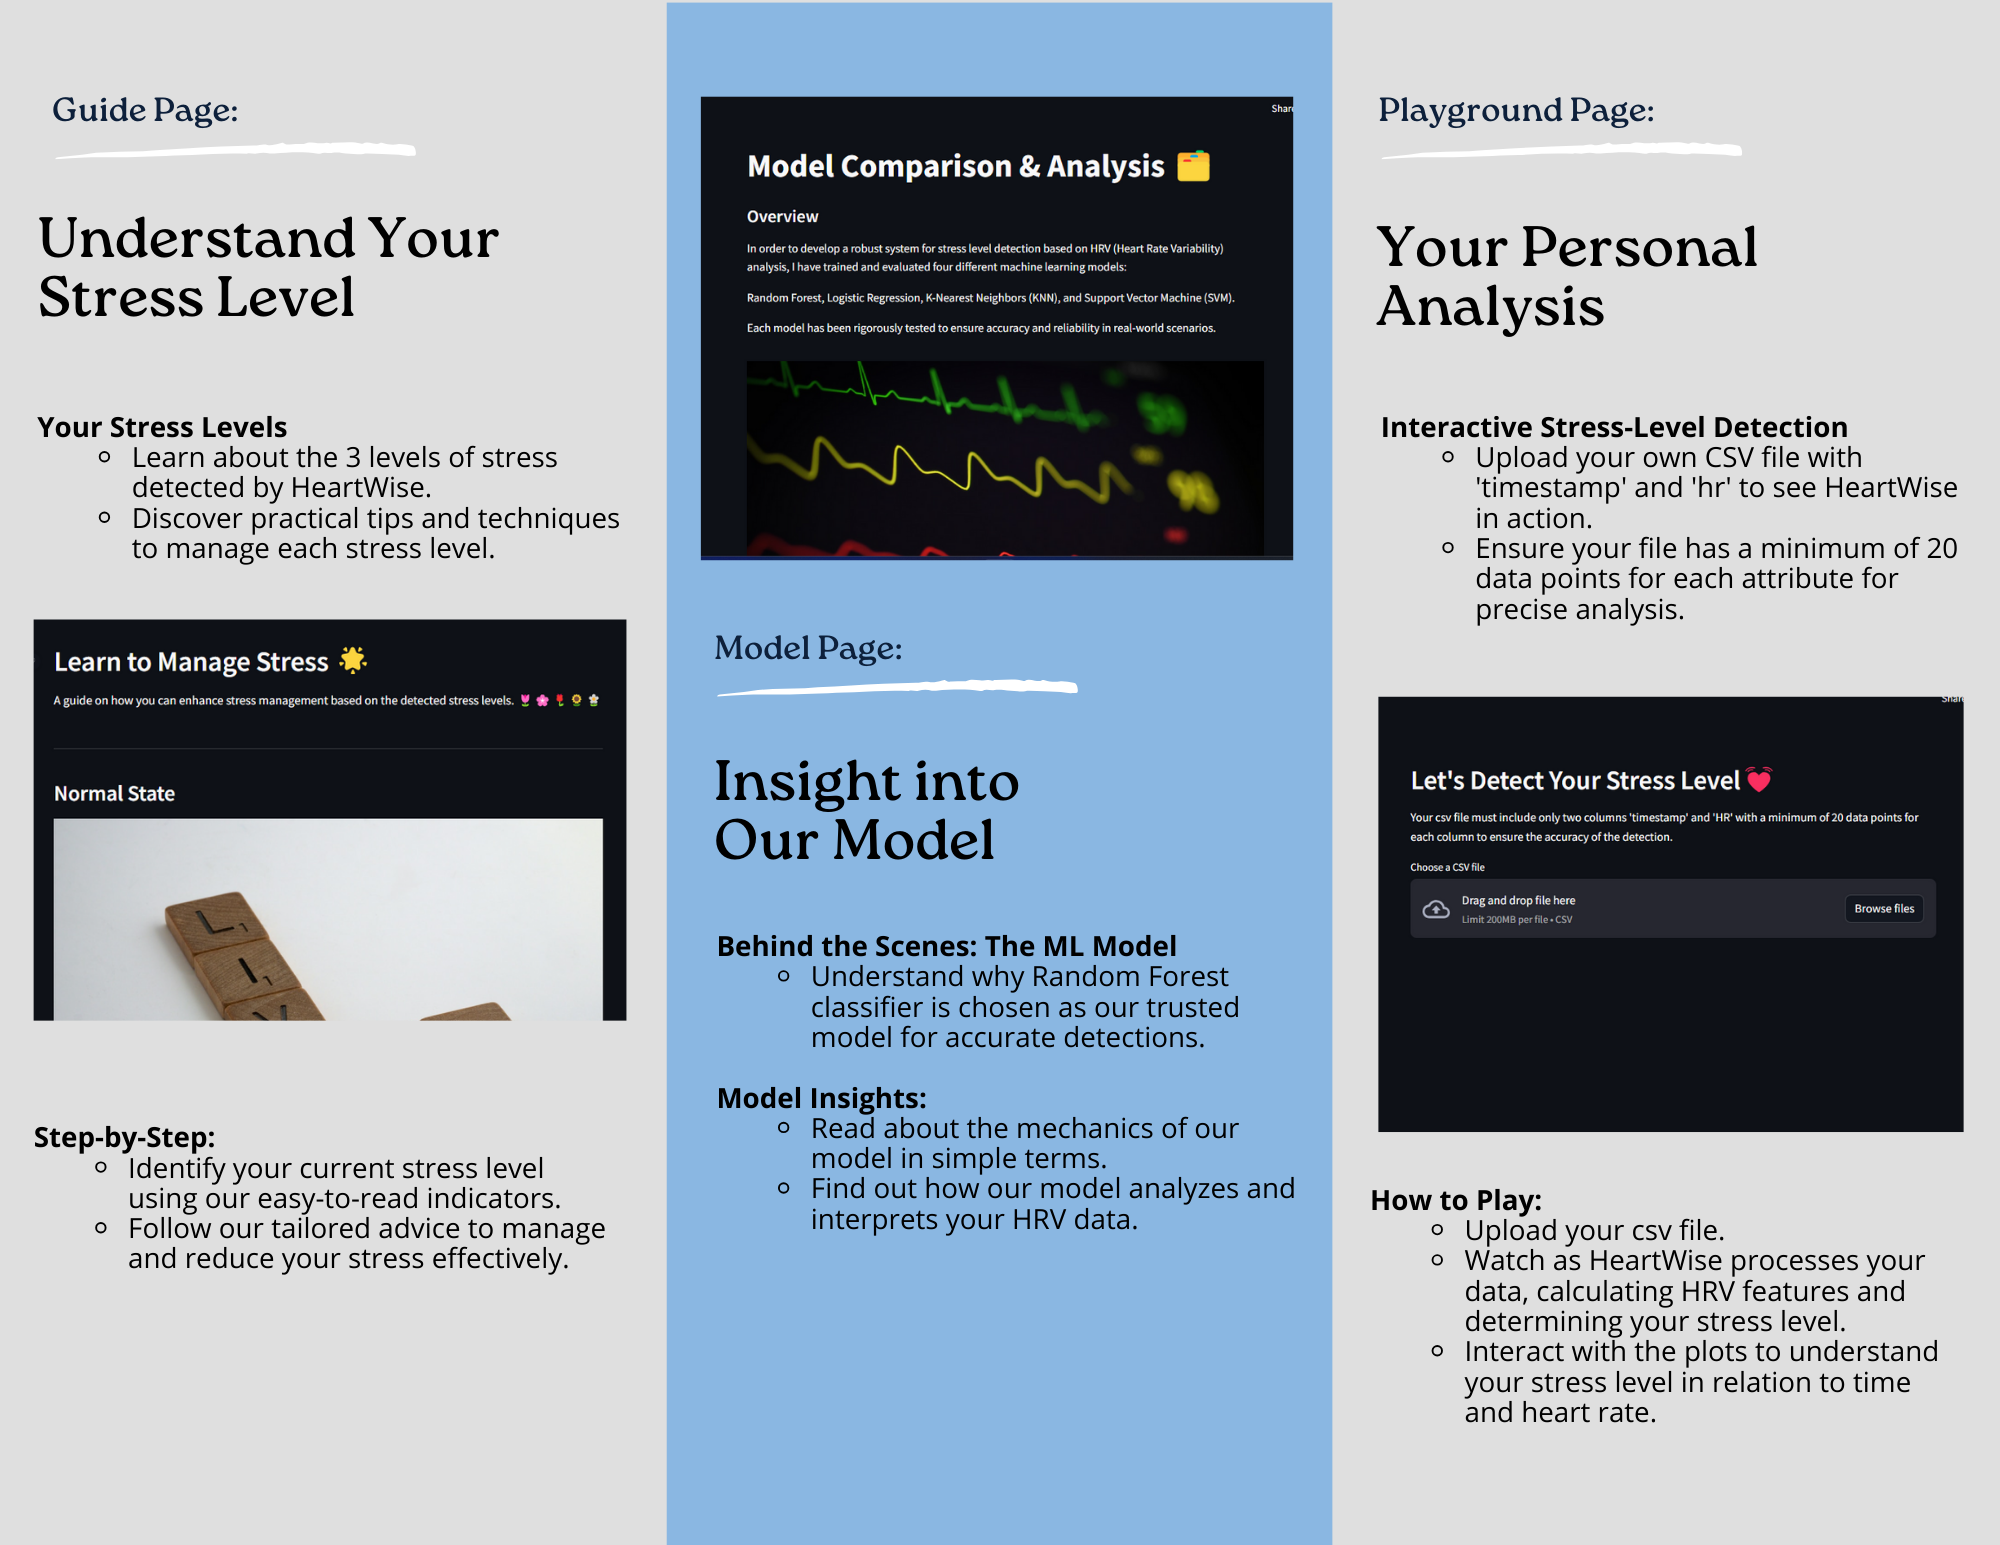 Guide Page:
Understand Your
Stress Level
Your Stress Levels
Learn about the 3 levels of stress
detected by HeartWise.
Discover practical tips and techniques
to manage each stress level.
Learn to Manage Stress
A guide on how you can enhance stress management based on the detected stress levels.
Normal State
L1
I1
Step-by-Step:
Identify your current stress level
using our easy-to-read indicators.
Follow our tailored advice to manage
and reduce your stress effectively.
Model Comparison & Analysis
Overview
In order to develop a robust system for stress level detection based on HRV (Heart Rate Variability)
analysis, I have trained and evaluated four different machine learning models:
Random Forest, Logistic Regression, K-Nearest Neighbors (KNN), and Support Vector Machine (SVM).
Each model has been rigorously tested to ensure accuracy and reliability in real-world scenarios.
Model Page:
Insight into
Our Model
Behind the Scenes: The ML Model
Understand why Random Forest
classifier is chosen as our trusted
model for accurate detections.
Model Insights:
Read about the mechanics of our
model in simple terms.
Find out how our model analyzes and
interprets your HRV data.
Playground Page:
Your Personal
Analysis
Interactive Stress-Level Detection
Upload your own CSV file with
'timestamp' and 'hr' to see HeartWise
in action.
Ensure your file has a minimum of 20
data points for each attribute for
precise analysis.
Let's Detect Your Stress Level
Your csv file must include only two columns 'timestamp' and 'HR' with a minimum of 20 data points for
each column to ensure the accuracy of the detection.
Choose a CSV file
Drag and drop file here
Limit 200MB per file • CSV
Browse files
How to Play:
Upload your csv file.
Watch as HeartWise processes your
data, calculating HRV features and
determining your stress level.
Interact with the plots to understand
your stress level in relation to time
and heart rate.